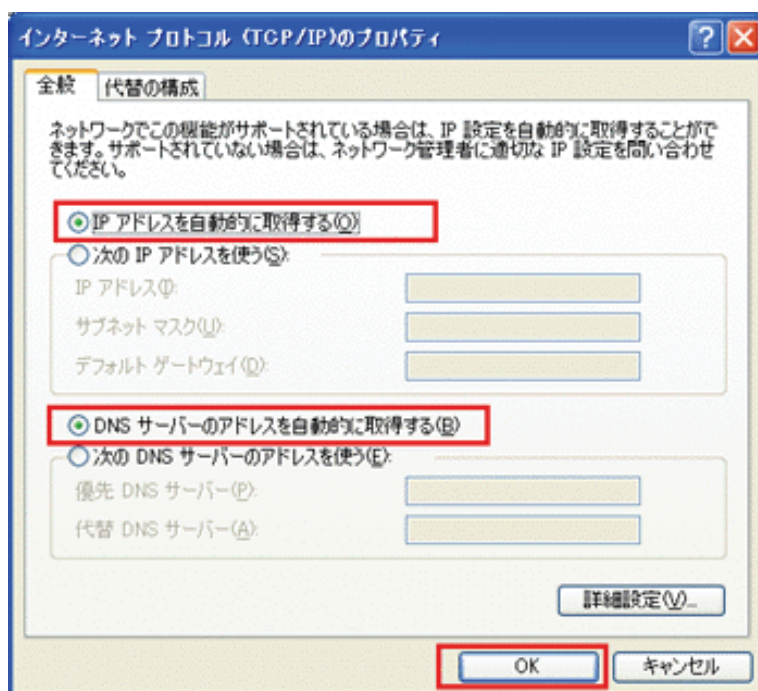 インターネット プロトコル (TCP/IP)のプロパティ
全般
代替の構成
ネットワークでこの機能がサポートされている場合は、IP 設定を自動的に取得することがで
きます。サポートされていない場合は、ネットワーク管理者に適切な IP 設定を問い合わせ
てください。
IP アドレスを自動的に取得する(O)
次の IP アドレスを使う(S):
IP アドレス(I):
サブネット マスク(U):
デフォルト ゲートウェイ(D):
DNS サーバーのアドレスを自動的に取得する(B)
次の DNS サーバーのアドレスを使う(E):
優先 DNS サーバー(P):
代替 DNS サーバー(A):
詳細設定(V)...
OK
キャンセル